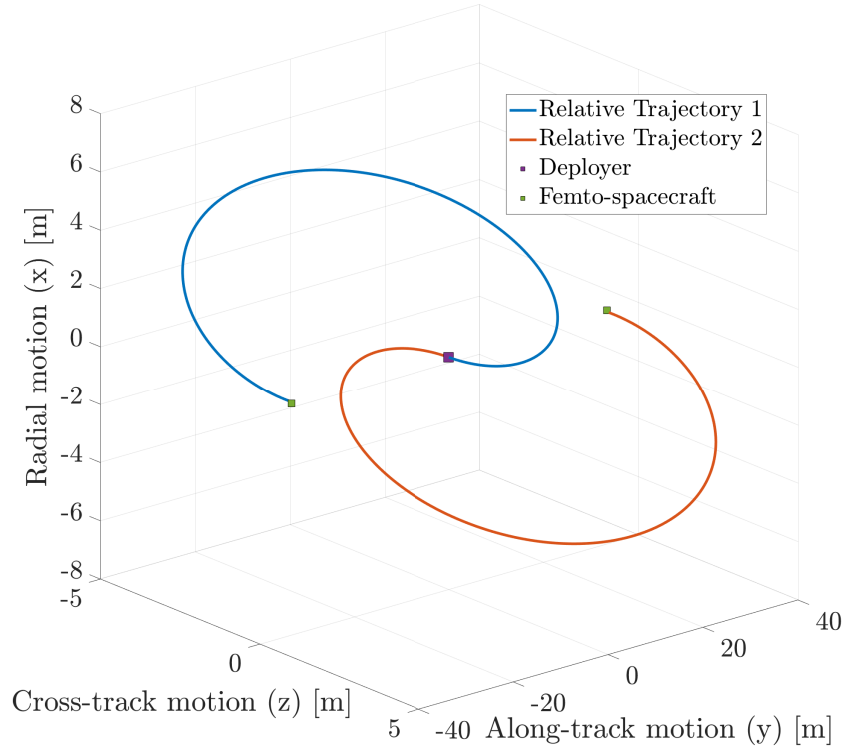 8
6
4
2
0
-2
-4
-6
-8
Radial motion (x) [m]
Relative Trajectory 1
Relative Trajectory 2
Deployer
Femto-spacecraft
-5
0
5
Cross-track motion (z) [m]
-40
-20
0
20
40
Along-track motion (y) [m]